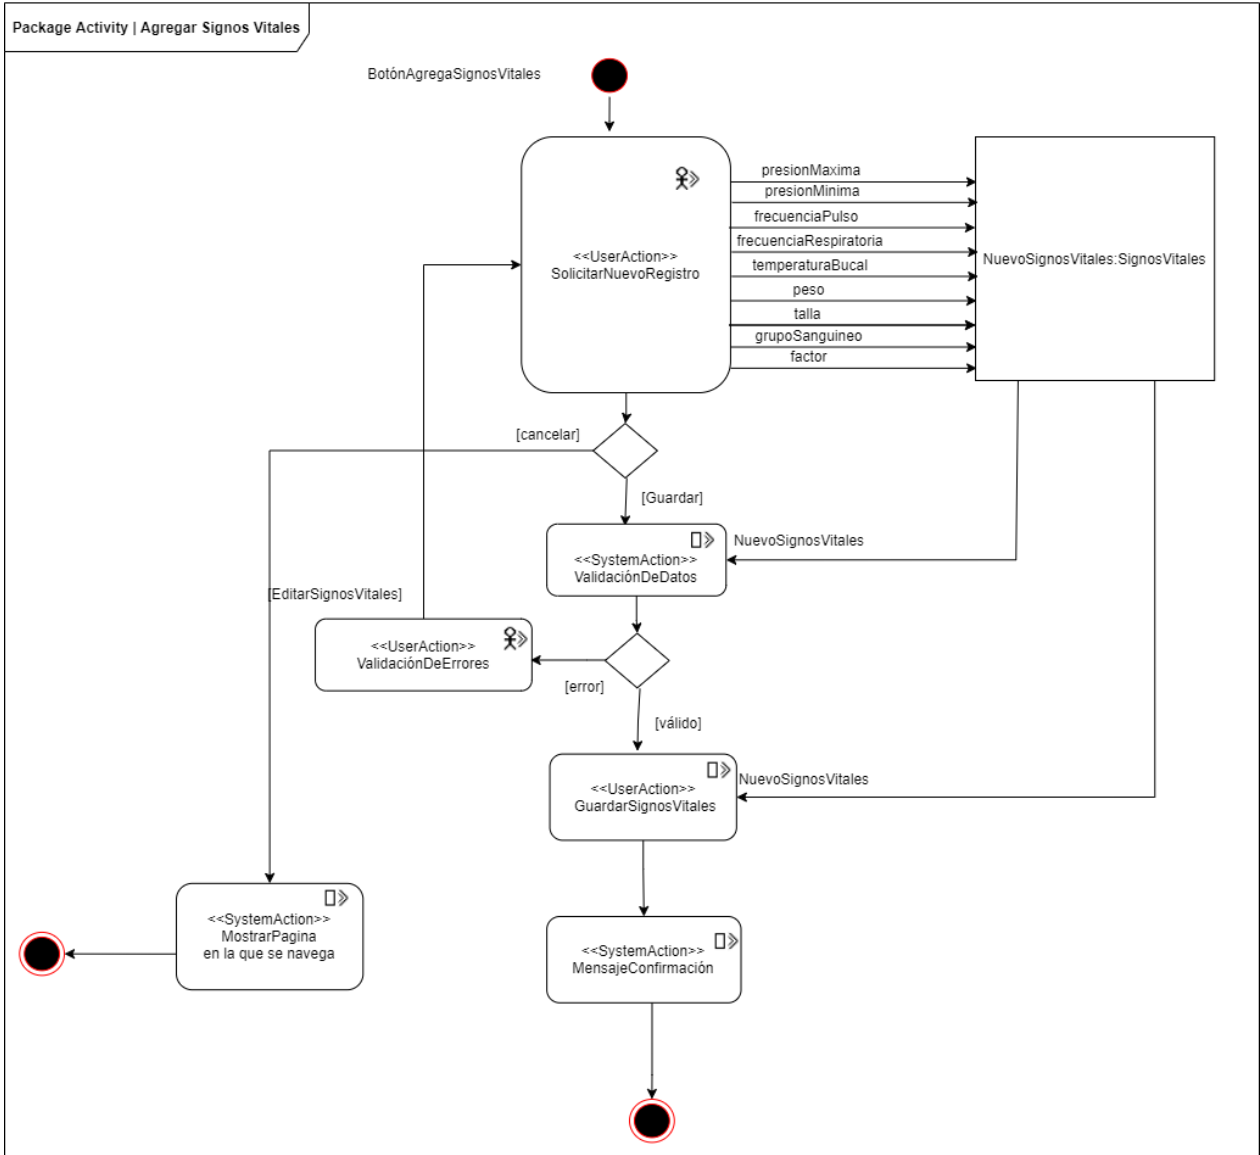 Package Activity | Agregar Signos Vitales
BotónAgregaSignosVitales
presionMaxima
presionMinima
frecuenciaPulso
frecuenciaRespiratoria
temperaturaBucal
peso
talla
grupoSanguineo
factor
<<UserAction>>
SolicitarNuevoRegistro
NuevoSignosVitales:SignosVitales
[cancelar]
[Guardar]
<<SystemAction>>
ValidaciónDeDatos
NuevoSignosVitales
[EditarSignosVitales]
<<UserAction>>
ValidaciónDeErrores
[error]
[válido]
<<UserAction>>
GuardarSignosVitales
NuevoSignosVitales
<<SystemAction>>
MostrarPagina
en la que se navega
<<SystemAction>>
MensajeConfirmación